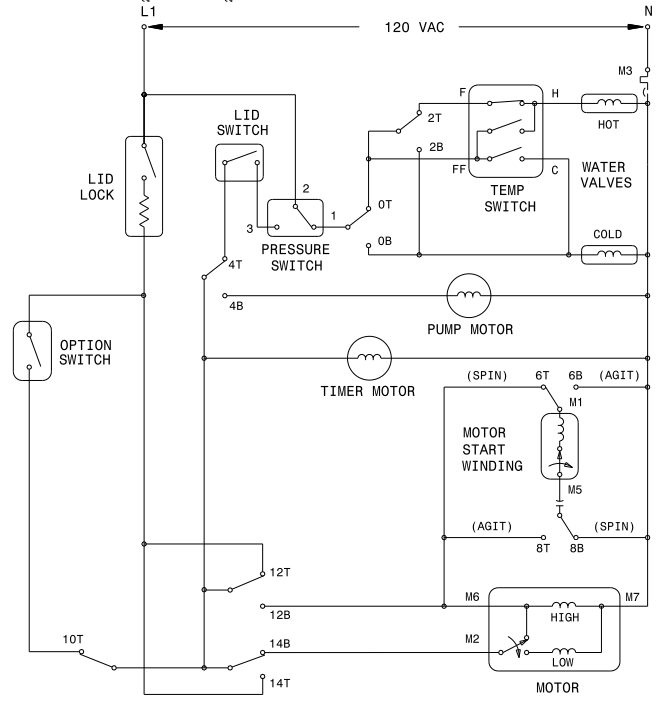 L1
N
120 VAC
M3
F
H
HOT
2T
2B
FF
C
TEMP
SWITCH
WATER
VALVES
LID
SWITCH
LID
LOCK
2
3
1
0T
0B
PRESSURE
SWITCH
COLD
4T
4B
PUMP MOTOR
OPTION
SWITCH
TIMER MOTOR
(SPIN)
6T
6B
(AGIT)
M1
MOTOR
START
WINDING
M5
(AGIT)
(SPIN)
8T
8B
12T
12B
M6
M7
HIGH
10T
14B
M2
LOW
14T
MOTOR